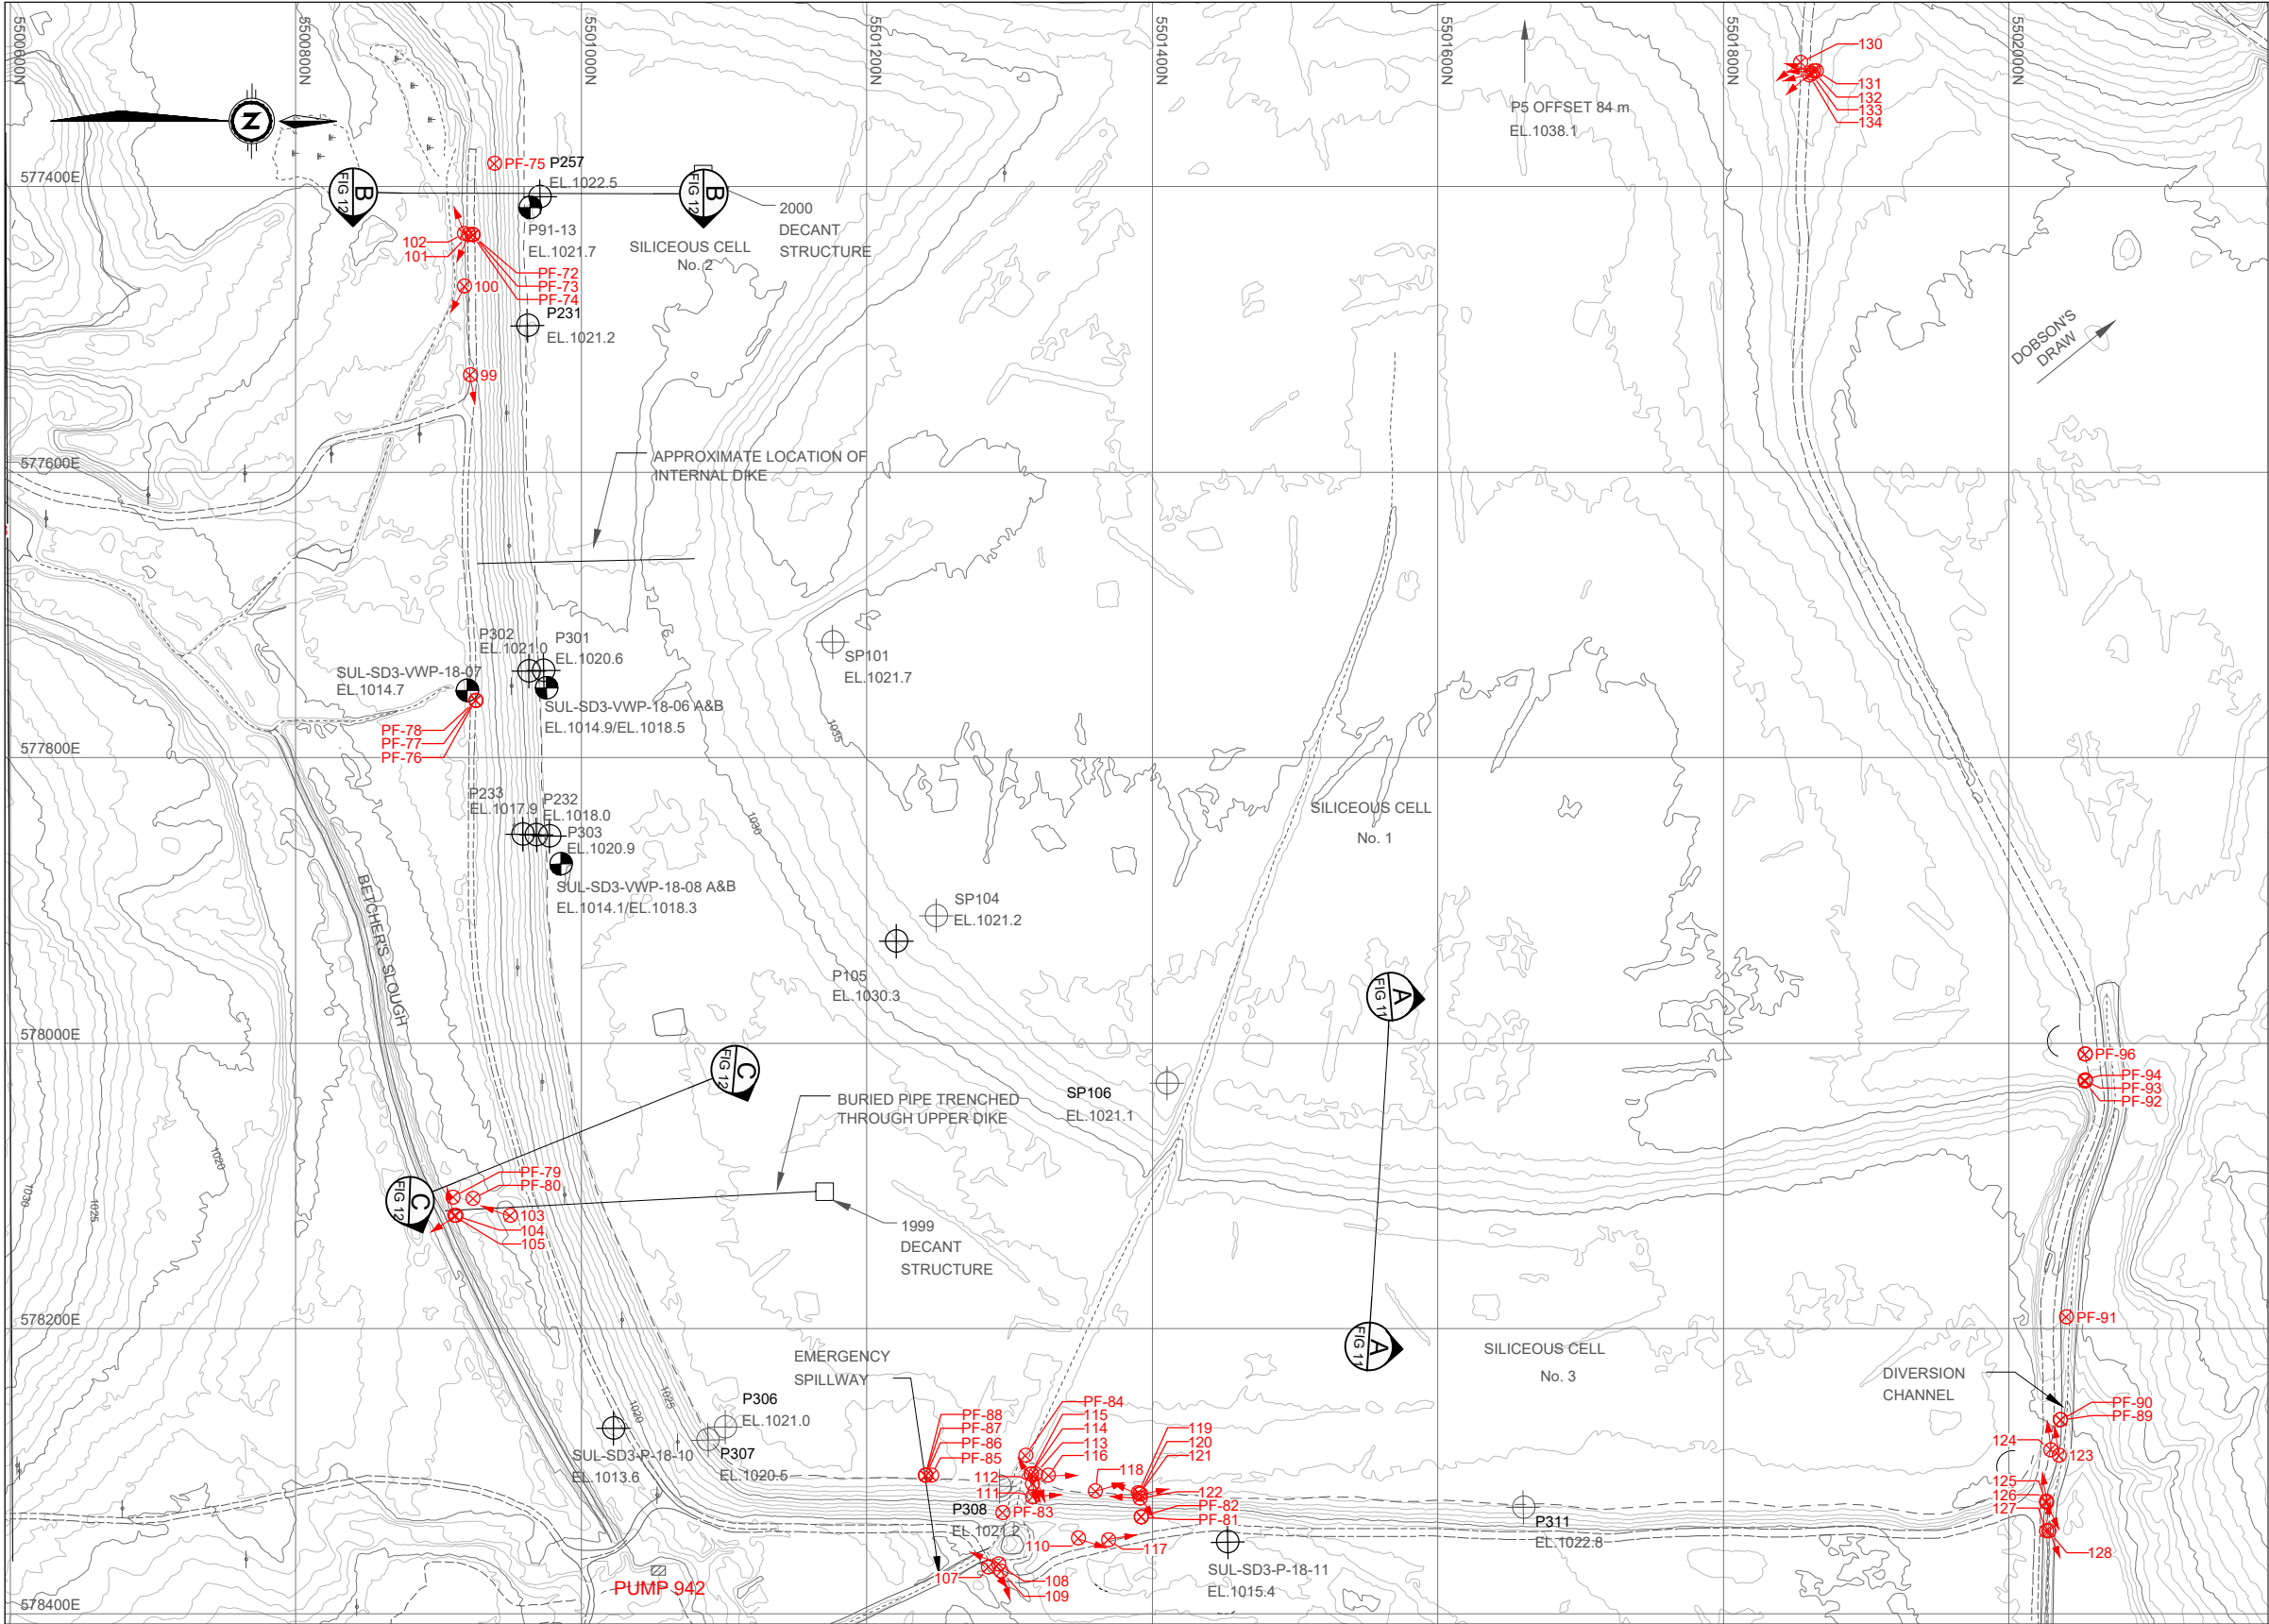 5500600N
5500800N
5501000N
5501200N
5501400N
5501600N
5501800N
5502000N
130
131
132
133
134
P5 OFFSET 84 m
EL.1038.1
N
577400E
B
FIG 12
PF-75
P257
EL.1022.5
B
FIG 12
2000
DECANT
STRUCTURE
P91-13
EL.1021.7
SILICEOUS CELL
No. 2
102
101
PF-72
PF-73
PF-74
100
P231
EL.1021.2
99
DOBSON'S
DRAW
577600E
APPROXIMATE LOCATION OF
INTERNAL DIKE
P302
EL.1021.0
P301
EL.1020.6
SUL-SD3-VWP-18-07
EL.1014.7
SUL-SD3-VWP-18-06 A&B
EL.1014.9/EL.1018.5
SP101
EL.1021.7
PF-78
PF-77
PF-76
1035
577800E
P233
EL.1017.9
P232
EL.1018.0
P303
EL.1020.9
1030
SILICEOUS CELL
No. 1
SUL-SD3-VWP-18-08 A&B
EL.1014.1/EL.1018.3
BETCHER'S SLOUGH
SP104
EL.1021.2
P105
EL.1030.3
A
FIG 11
578000E
C
FIG 12
PF-96
PF-94
PF-93
PF-92
BURIED PIPE TRENCHED
THROUGH UPPER DIKE
SP106
EL.1021.1
1020
1030
1025
PF-79
PF-80
C
FIG 12
103
104
105
1999
DECANT
STRUCTURE
578200E
PF-91
A
FIG 11
EMERGENCY
SPILLWAY
SILICEOUS CELL
No. 3
DIVERSION
CHANNEL
1025
1020
P306
EL.1021.0
P307
EL.1020.5
SUL-SD3-P-18-10
EL.1013.6
PF-88
PF-87
PF-86
PF-85
PF-84
115
114
113
116
112
111
118
119
120
121
122
PF-82
PF-81
PF-90
PF-89
124
123
125
126
127
128
P308
EL.1021.2
PF-83
110
117
P311
EL.1022.8
SUL-SD3-P-18-11
EL.1015.4
107
108
109
PUMP 942
578400E